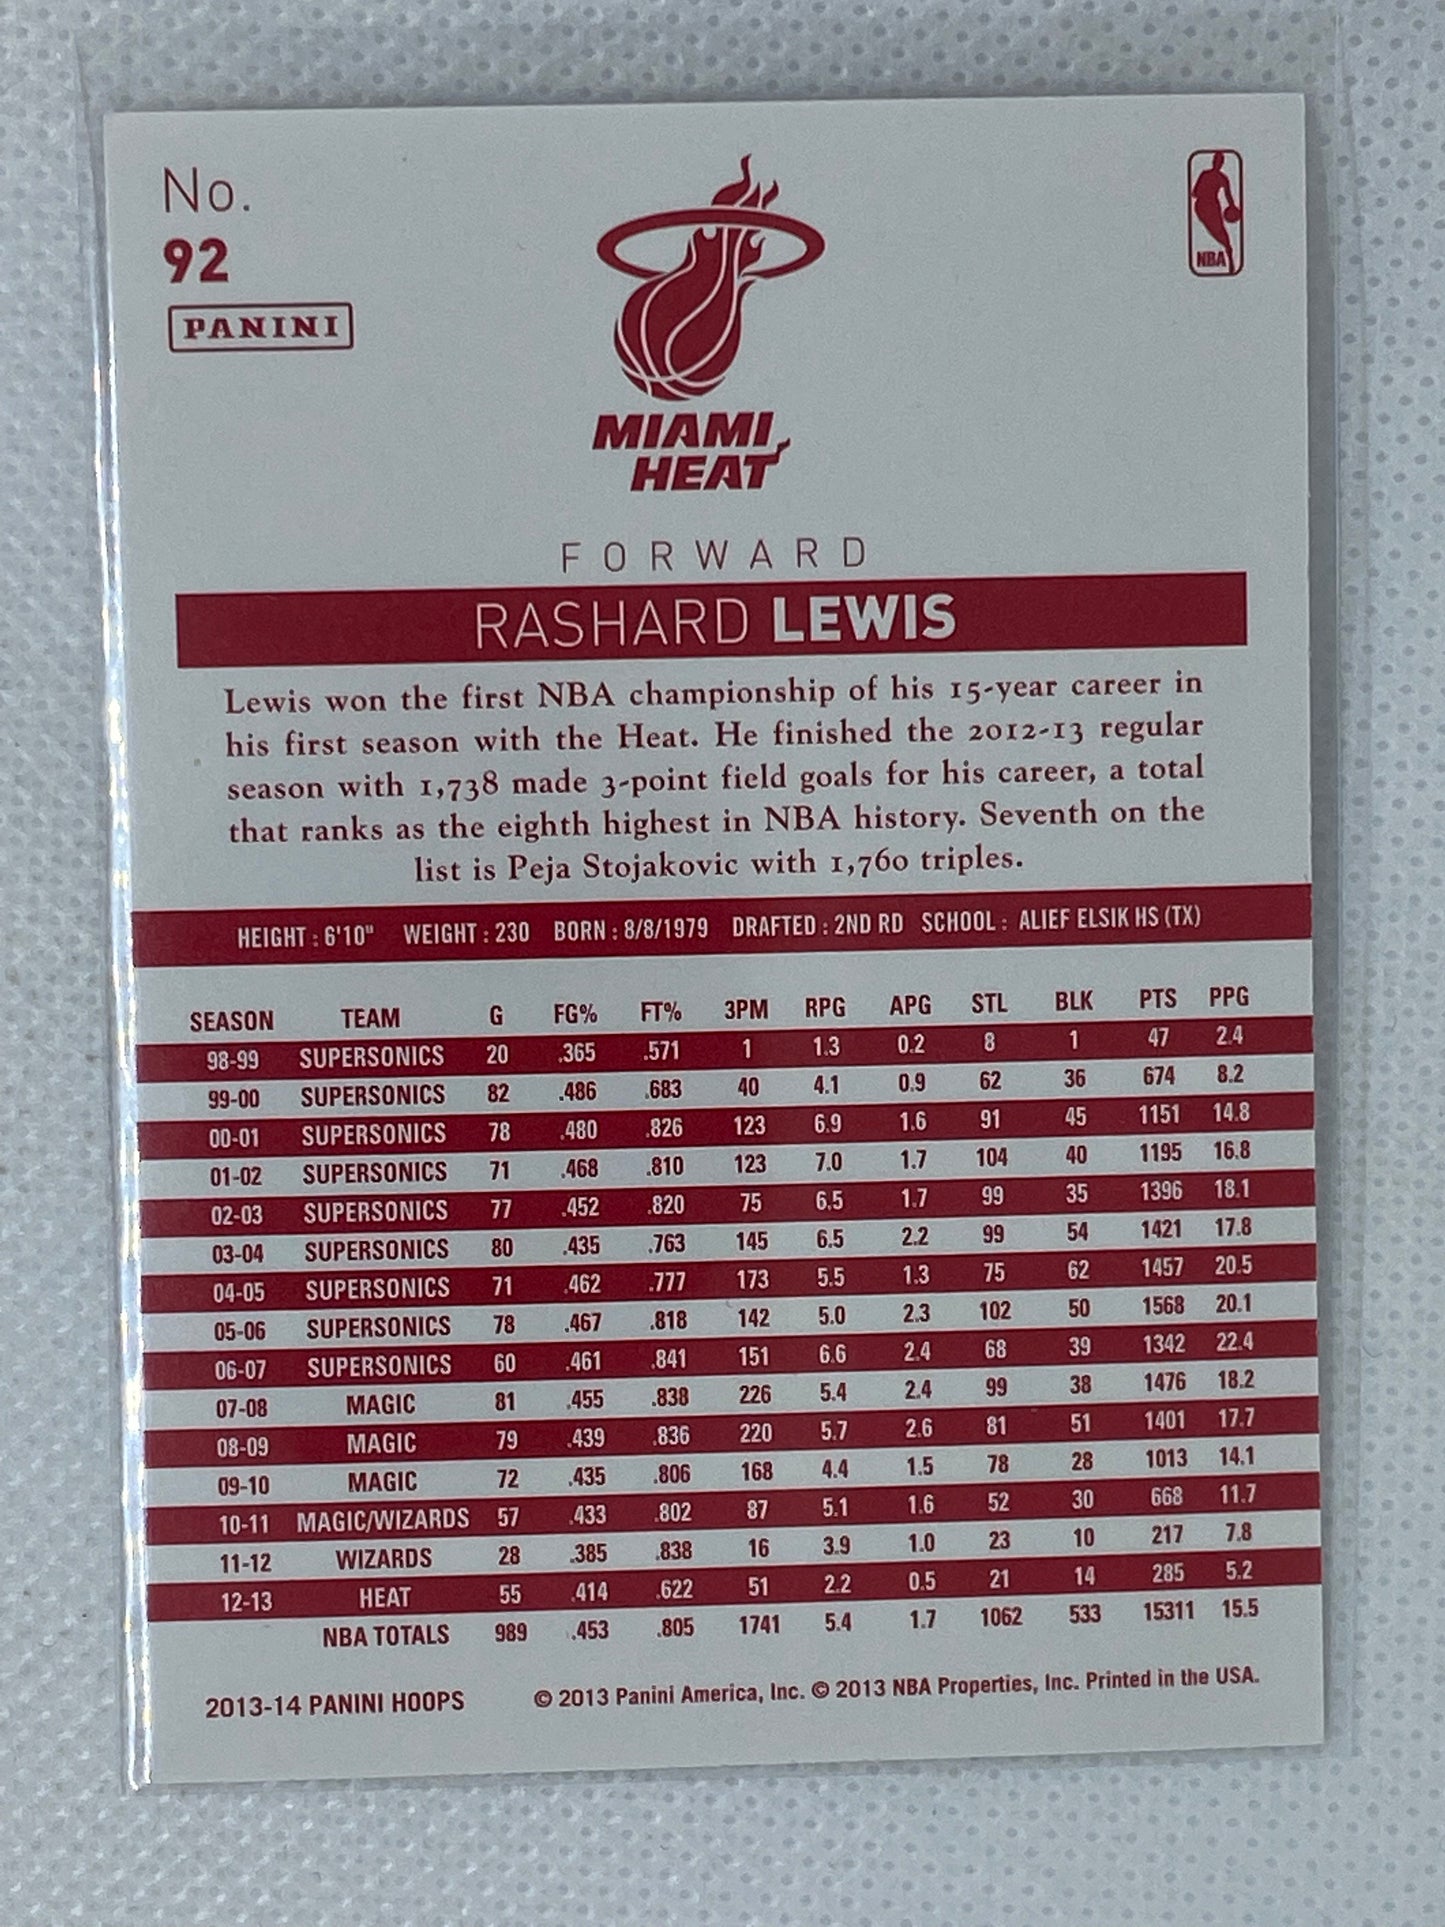 No.
92
PANINI
NBA
MIAMI
HEAT
FORWARD
RASHARD LEWIS
Lewis won the first NBA championship of his 15-year career in
his first season with the Heat. He finished the 2012-13 regular
season with 1,738 made 3-point field goals for his career, a total
that ranks as the eighth highest in NBA history. Seventh on the
list is Peja Stojakovic with 1,760 triples.
HEIGHT : 6'10" WEIGHT : 230 BORN : 8/8/1979 DRAFTED : 2ND RD SCHOOL : ALIEF ELSIK HS (TX)
SEASON TEAM G FG% FT% 3PM RPG APG STL BLK PTS PPG
98-99 SUPERSONICS 20 .365 .571 1 1.3 0.2 8 1 47 2.4
99-00 SUPERSONICS 82 .486 .683 40 4.1 0.9 62 36 674 8.2
00-01 SUPERSONICS 78 .480 .826 123 6.9 1.6 91 45 1151 14.8
01-02 SUPERSONICS 71 .468 .810 123 7.0 1.7 104 40 1195 16.8
02-03 SUPERSONICS 77 .452 .820 75 6.5 1.7 99 35 1396 18.1
03-04 SUPERSONICS 80 .435 .763 145 6.5 2.2 99 54 1421 17.8
04-05 SUPERSONICS 71 .462 .777 173 5.5 1.3 75 62 1457 20.5
05-06 SUPERSONICS 78 .467 .818 142 5.0 2.3 102 50 1568 20.1
06-07 SUPERSONICS 60 .461 .841 151 6.6 2.4 68 39 1342 22.4
07-08 MAGIC 81 .455 .838 226 5.4 2.4 99 38 1476 18.2
08-09 MAGIC 79 .439 .836 220 5.7 2.6 81 51 1401 17.7
09-10 MAGIC 72 .435 .806 168 4.4 1.5 78 28 1013 14.1
10-11 MAGIC/WIZARDS 57 .433 .802 87 5.1 1.6 52 30 668 11.7
11-12 WIZARDS 28 .385 .838 16 3.9 1.0 23 10 217 7.8
12-13 HEAT 55 .414 .622 51 2.2 0.5 21 14 285 5.2
NBA TOTALS 989 .453 .805 1741 5.4 1.7 1062 533 15311 15.5
2013-14 PANINI HOOPS © 2013 Panini America, Inc. © 2013 NBA Properties, Inc. Printed in the USA.